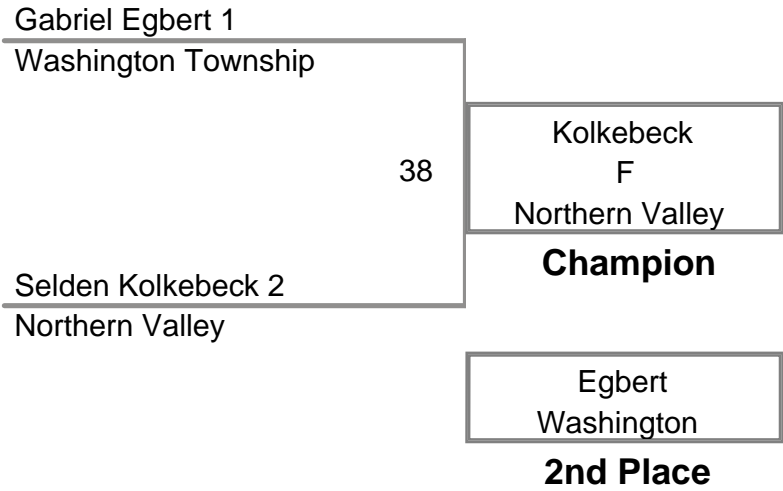 Gabriel Egbert 1
Washington Township
38
Kolkebeck
F
Northern Valley
Champion
Selden Kolkebeck 2
Northern Valley
Egbert
Washington
2nd Place